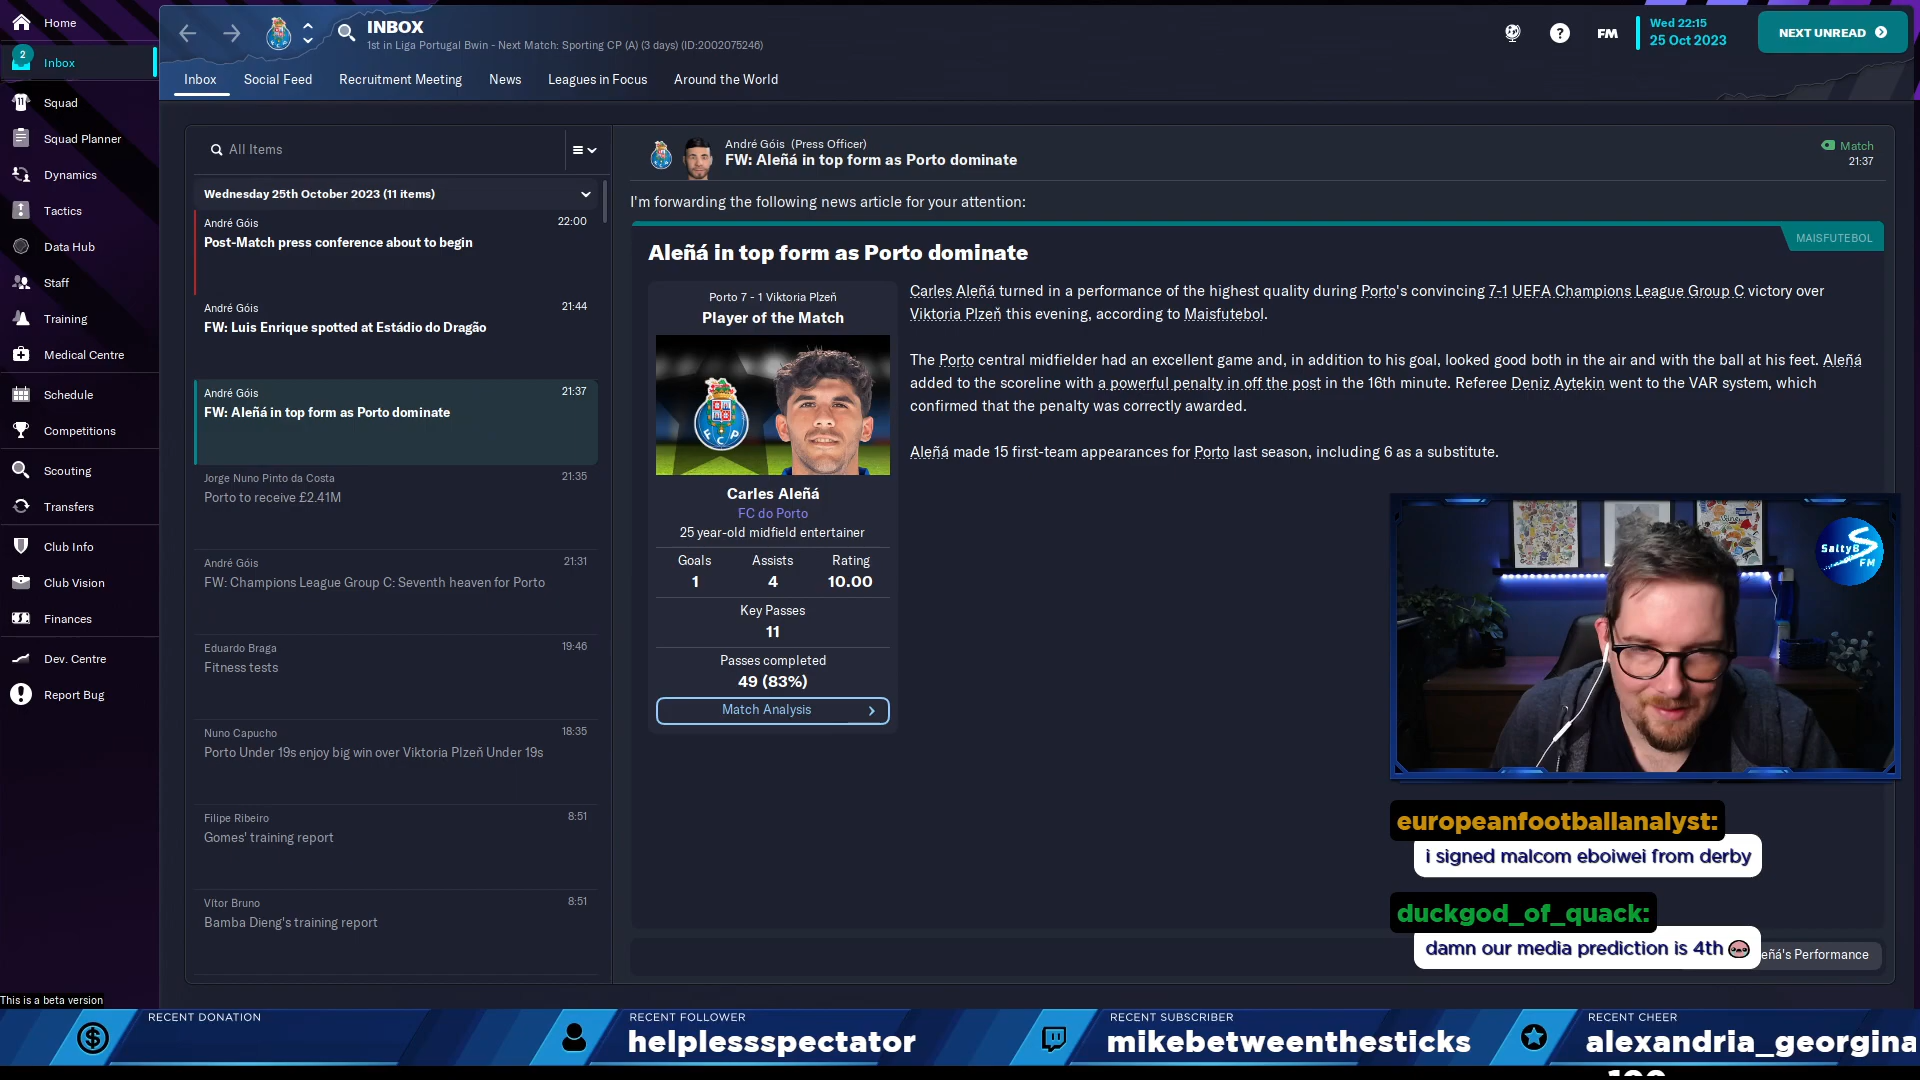 Home
INBOX
1st in Liga Portugal Bwin - Next Match: Sporting CP (A) (3 days) (ID:2002075246)
FM
Wed 22:15
25 Oct 2023
NEXT UNREAD
2
Inbox
Inbox
Social Feed
Recruitment Meeting
News
Leagues in Focus
Around the World
Squad
Squad Planner
Dynamics
Tactics
Data Hub
Staff
Training
Medical Centre
Schedule
Competitions
Scouting
Transfers
Club Info
Club Vision
Finances
Dev. Centre
Report Bug
This is a beta version
All Items
Wednesday 25th October 2023 (11 items)
André Góis
22:00
Post-Match press conference about to begin
André Góis
21:44
FW: Luis Enrique spotted at Estádio do Dragão
André Góis
21:37
FW: Aleñá in top form as Porto dominate
Jorge Nuno Pinto da Costa
21:35
Porto to receive £2.41M
André Góis
21:31
FW: Champions League Group C: Seventh heaven for Porto
Eduardo Braga
19:46
Fitness tests
Nuno Capucho
18:35
Porto Under 19s enjoy big win over Viktoria Plzeň Under 19s
Filipe Ribeiro
8:51
Gomes' training report
Vítor Bruno
8:51
Bamba Dieng's training report
André Góis (Press Officer)
FW: Aleñá in top form as Porto dominate
Match
21:37
I'm forwarding the following news article for your attention:
MAISFUTEBOL
Aleñá in top form as Porto dominate
Porto 7 - 1 Viktoria Plzeň
Player of the Match
Carles Aleñá
FC do Porto
25 year-old midfield entertainer
Goals
Assists
Rating
1
4
10.00
Key Passes
11
Passes completed
49 (83%)
Match Analysis
Carles Aleñá turned in a performance of the highest quality during Porto's convincing 7-1 UEFA Champions League Group C victory over
Viktoria Plzeň this evening, according to Maisfutebol.
The Porto central midfielder had an excellent game and, in addition to his goal, looked good both in the air and with the ball at his feet. Aleñá
added to the scoreline with a powerful penalty in off the post in the 16th minute. Referee Deniz Aytekin went to the VAR system, which
confirmed that the penalty was correctly awarded.
Aleñá made 15 first-team appearances for Porto last season, including 6 as a substitute.
SaltyB
FM
europeanfootballanalyst:
i signed malcom eboiwei from derby
duckgod_of_quack:
damn our media prediction is 4th
eñá's Performance
RECENT DONATION
RECENT FOLLOWER
helplessspectator
RECENT SUBSCRIBER
mikebetweenthesticks
RECENT CHEER
alexandria_georgina